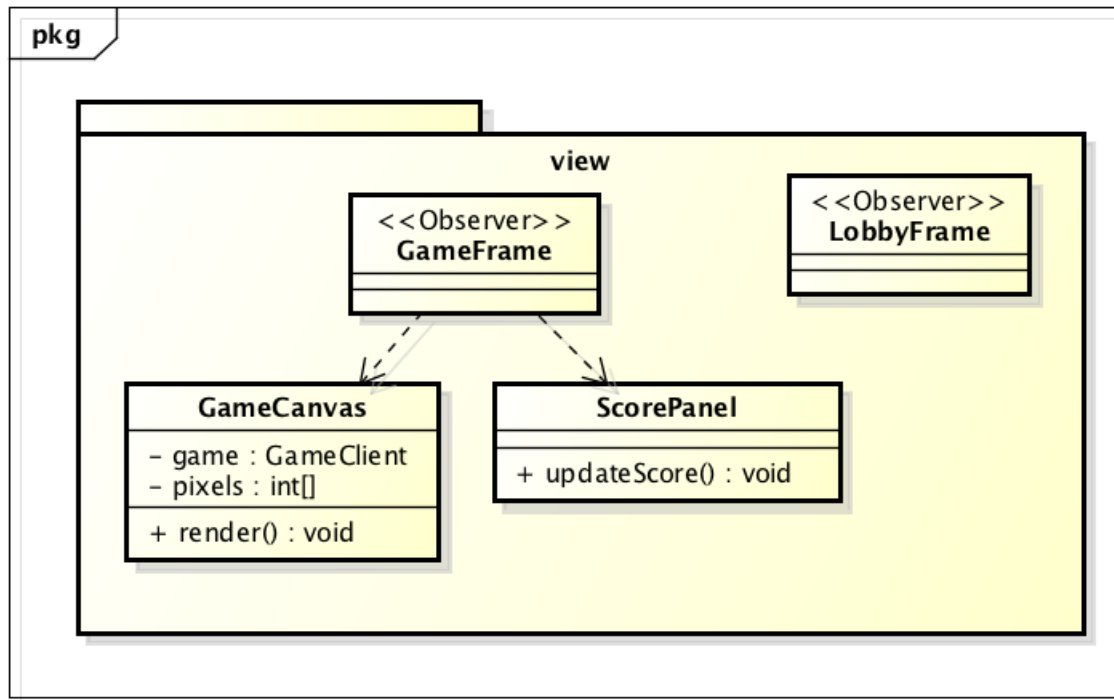 pkg
view
<<Observer>>
GameFrame
<<Observer>>
LobbyFrame
GameCanvas
- game : GameClient
- pixels : int[]
+ render() : void
ScorePanel
+ updateScore() : void